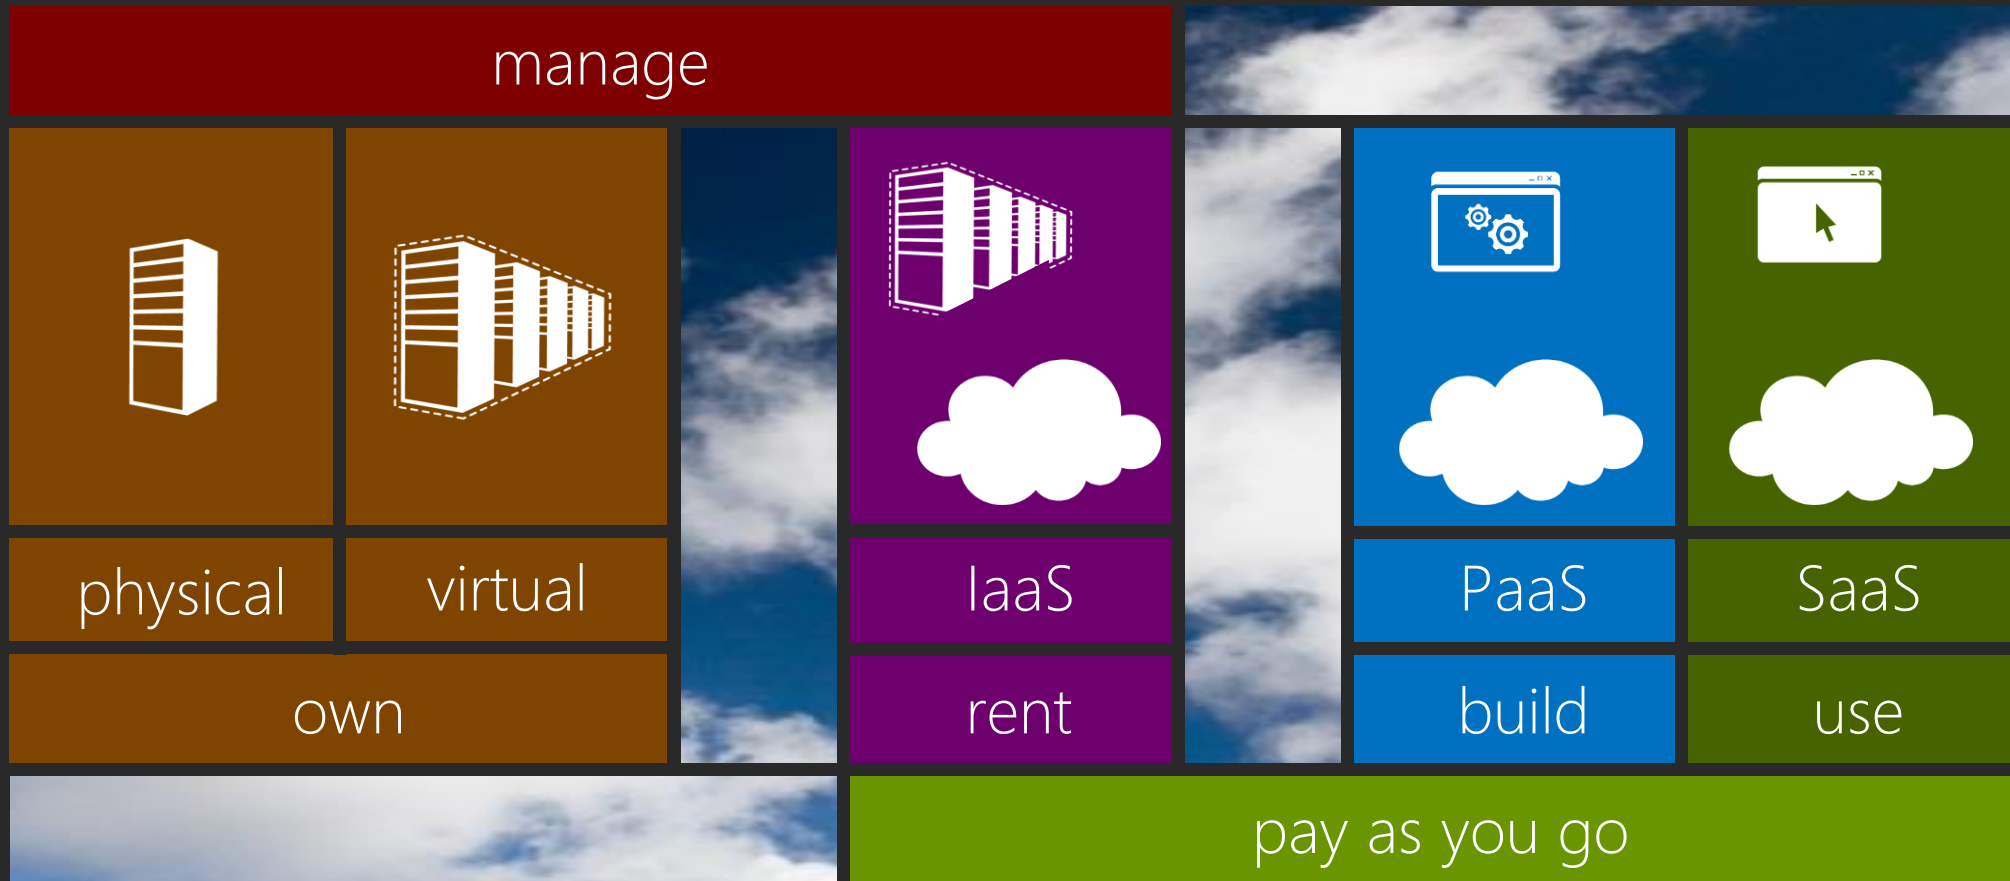 manage
physical
virtual
IaaS
PaaS
SaaS
own
rent
build
use
pay as you go